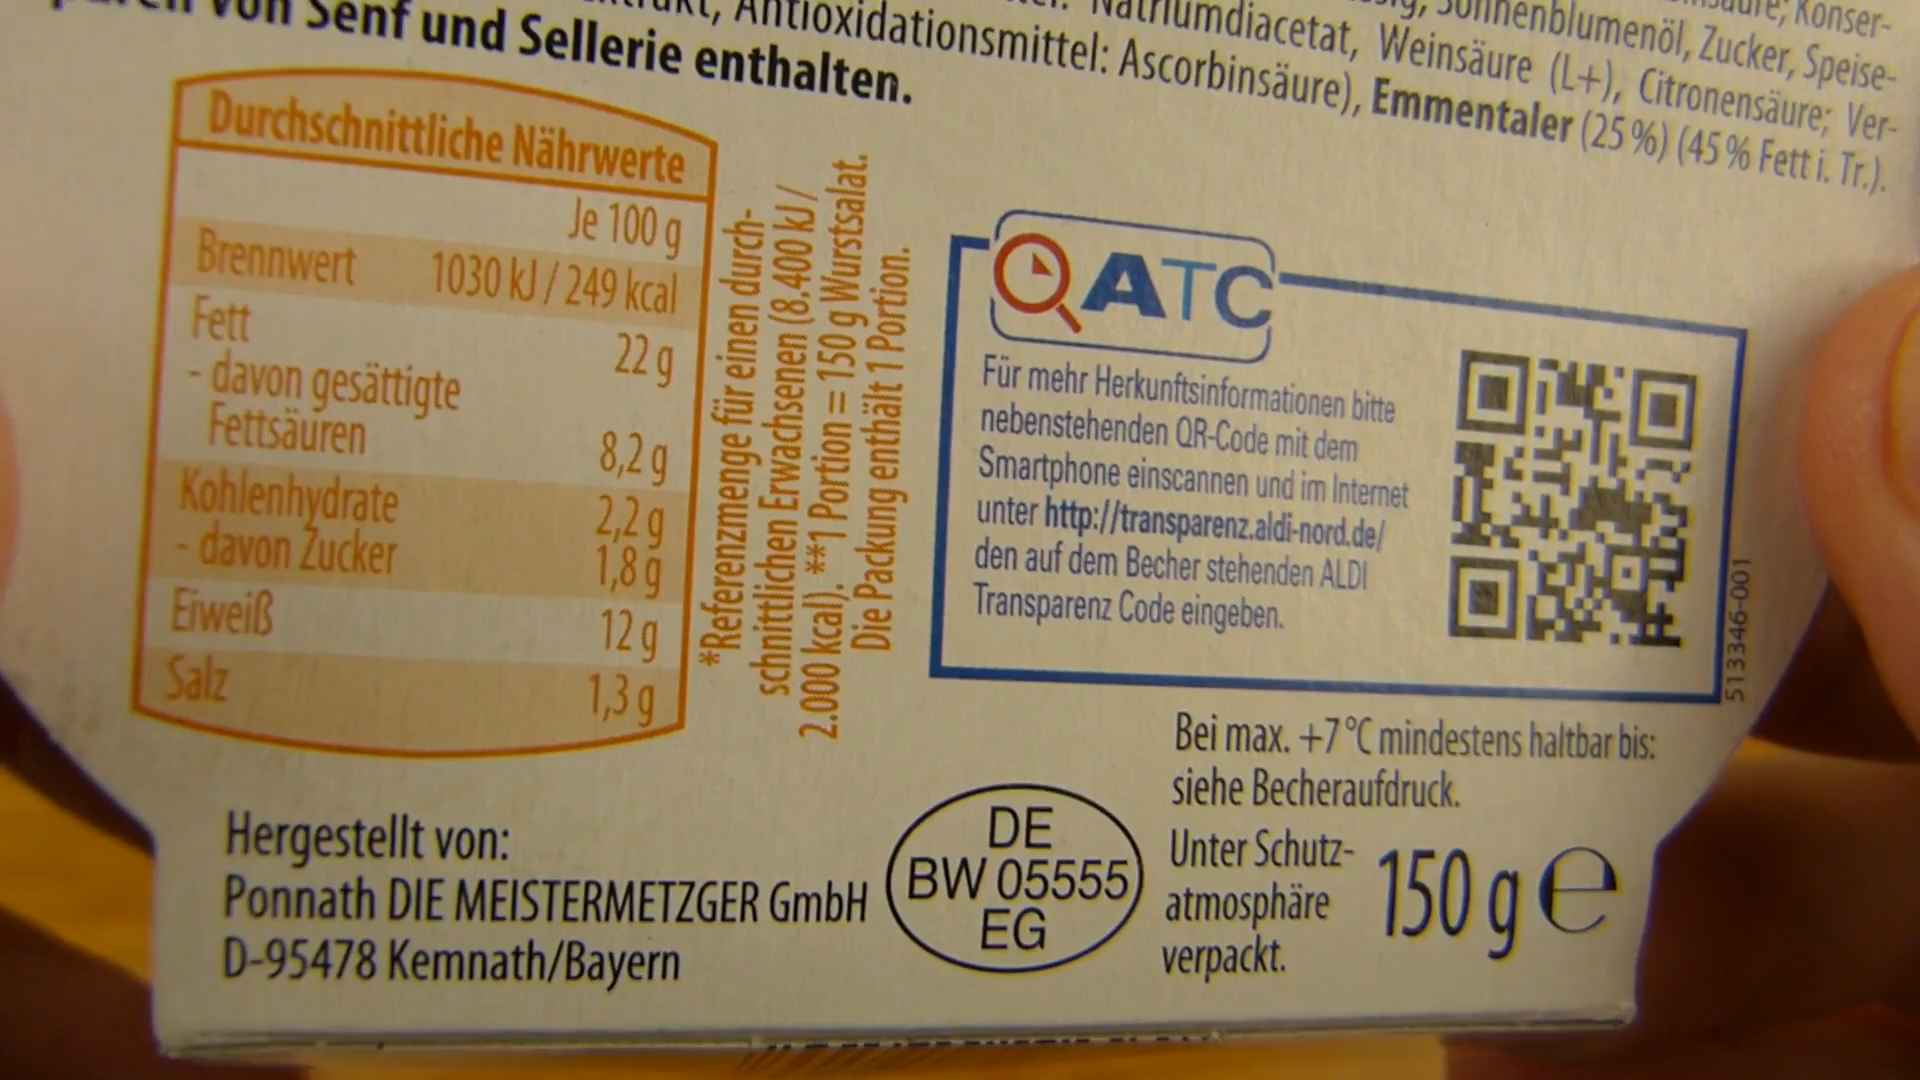 säure; Konser-
Sonnenblumenöl, Zucker, Speise-
Natriumdiacetat, Weinsäure (L+), Citronensäure; Ver-
Antioxidationsmittel: Ascorbinsäure), Emmentaler (25 %) (45 % Fett i. Tr.).
von Senf und Sellerie enthalten.
Durchschnittliche Nährwerte
Je 100 g
Brennwert 1030 kJ / 249 kcal
Fett 22 g
- davon gesättigte
Fettsäuren 8,2 g
Kohlenhydrate 2,2 g
- davon Zucker 1,8 g
Eiweiß 12 g
Salz 1,3 g
*Referenzmenge für einen durch-
schnittlichen Erwachsenen (8.400 kJ /
2.000 kcal). **1 Portion = 150 g Wurstsalat.
Die Packung enthält 1 Portion.
ATC
Für mehr Herkunftsinformationen bitte
nebenstehenden QR-Code mit dem
Smartphone einscannen und im Internet
unter http://transparenz.aldi-nord.de/
den auf dem Becher stehenden ALDI
Transparenz Code eingeben.
513346-001
Bei max. +7 °C mindestens haltbar bis:
siehe Becheraufdruck.
Unter Schutz-
atmosphäre
verpackt.
150 g e
Hergestellt von:
Ponnath DIE MEISTERMETZGER GmbH
D-95478 Kemnath/Bayern
DE
BW 05555
EG